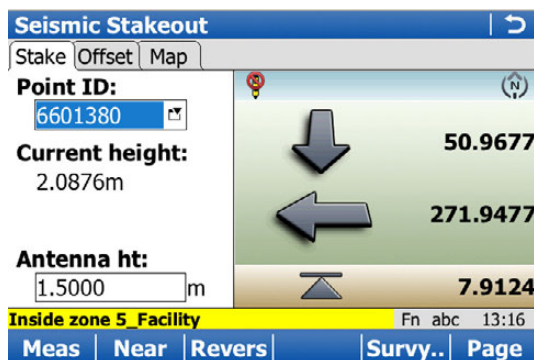 Seismic Stakeout
Stake Offset Map
Point ID:
6601380
N
50.9677
Current height:
2.0876m
271.9477
Antenna ht:
1.5000 m
7.9124
Inside zone 5_Facility Fn abc 13:16
Meas Near Revers Survy.. Page